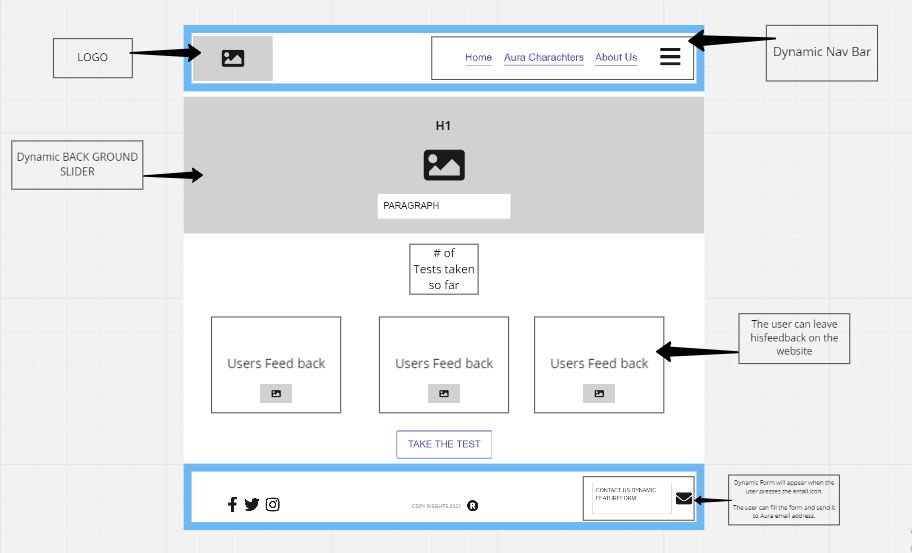 LOGO
Home Aura Charachters About Us
Dynamic Nav Bar
H1
Dynamic BACK GROUND
SLIDER
PARAGRAPH
# of
Tests taken
so far
Users Feed back
Users Feed back
Users Feed back
The user can leave
hisfeedback on the
website
TAKE THE TEST
COPY RISGHTS 2021 R
CONTACT US DYNAMIC
FEATUREFORM
Dynamic Form will appear when the
user presses the email icon.
The user can fill the form and send it
to Aura email address.